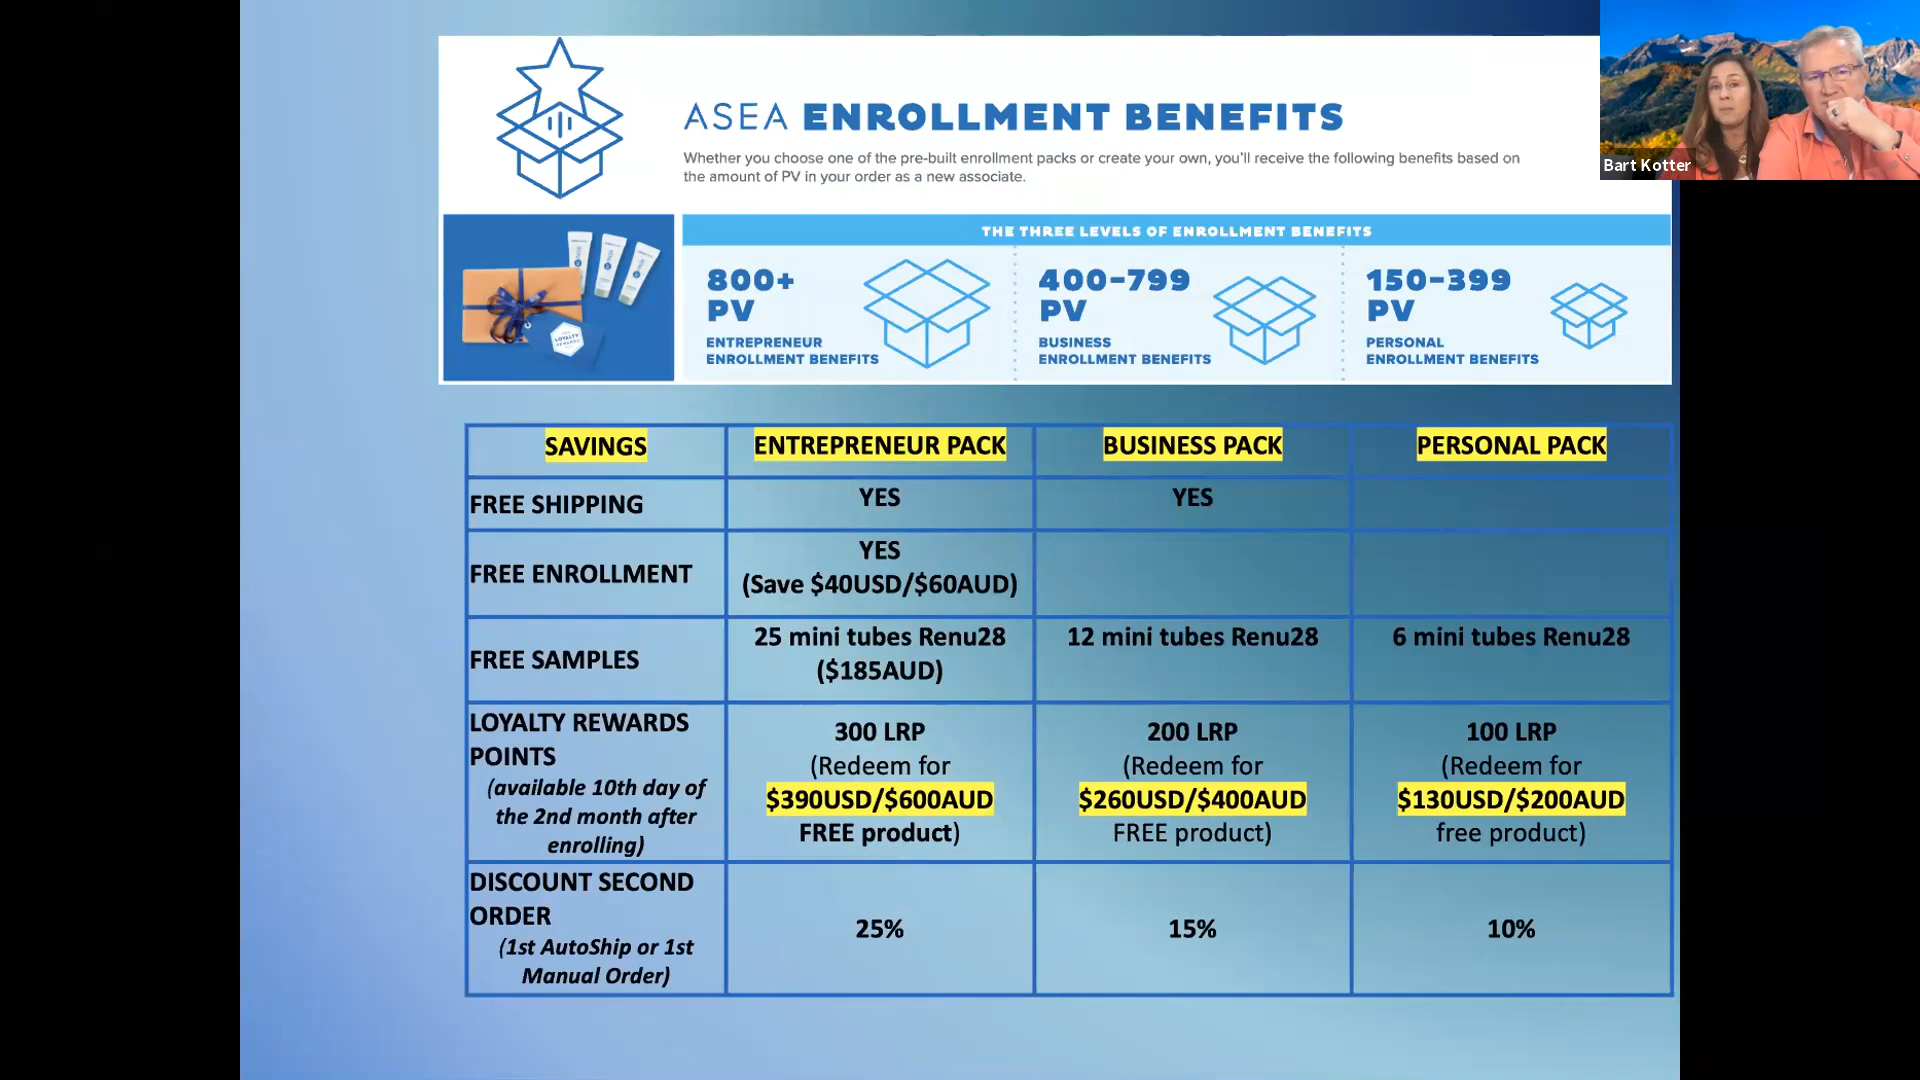 ASEA ENROLLMENT BENEFITS
Whether you choose one of the pre-built enrollment packs or create your own, you'll receive the following benefits based on
the amount of PV in your order as a new associate.
Bart Kotter
THE THREE LEVELS OF ENROLLMENT BENEFITS
800+
PV
ENTREPRENEUR
ENROLLMENT BENEFITS
400-799
PV
BUSINESS
ENROLLMENT BENEFITS
150-399
PV
PERSONAL
ENROLLMENT BENEFITS
LOYALTY
REWARDS
SAVINGS
ENTREPRENEUR PACK
BUSINESS PACK
PERSONAL PACK
FREE SHIPPING
YES
YES
FREE ENROLLMENT
YES
(Save $40USD/$60AUD)
FREE SAMPLES
25 mini tubes Renu28
($185AUD)
12 mini tubes Renu28
6 mini tubes Renu28
LOYALTY REWARDS
POINTS
(available 10th day of
the 2nd month after
enrolling)
300 LRP
(Redeem for
$390USD/$600AUD
FREE product)
200 LRP
(Redeem for
$260USD/$400AUD
FREE product)
100 LRP
(Redeem for
$130USD/$200AUD
free product)
DISCOUNT SECOND
ORDER
(1st AutoShip or 1st
Manual Order)
25%
15%
10%